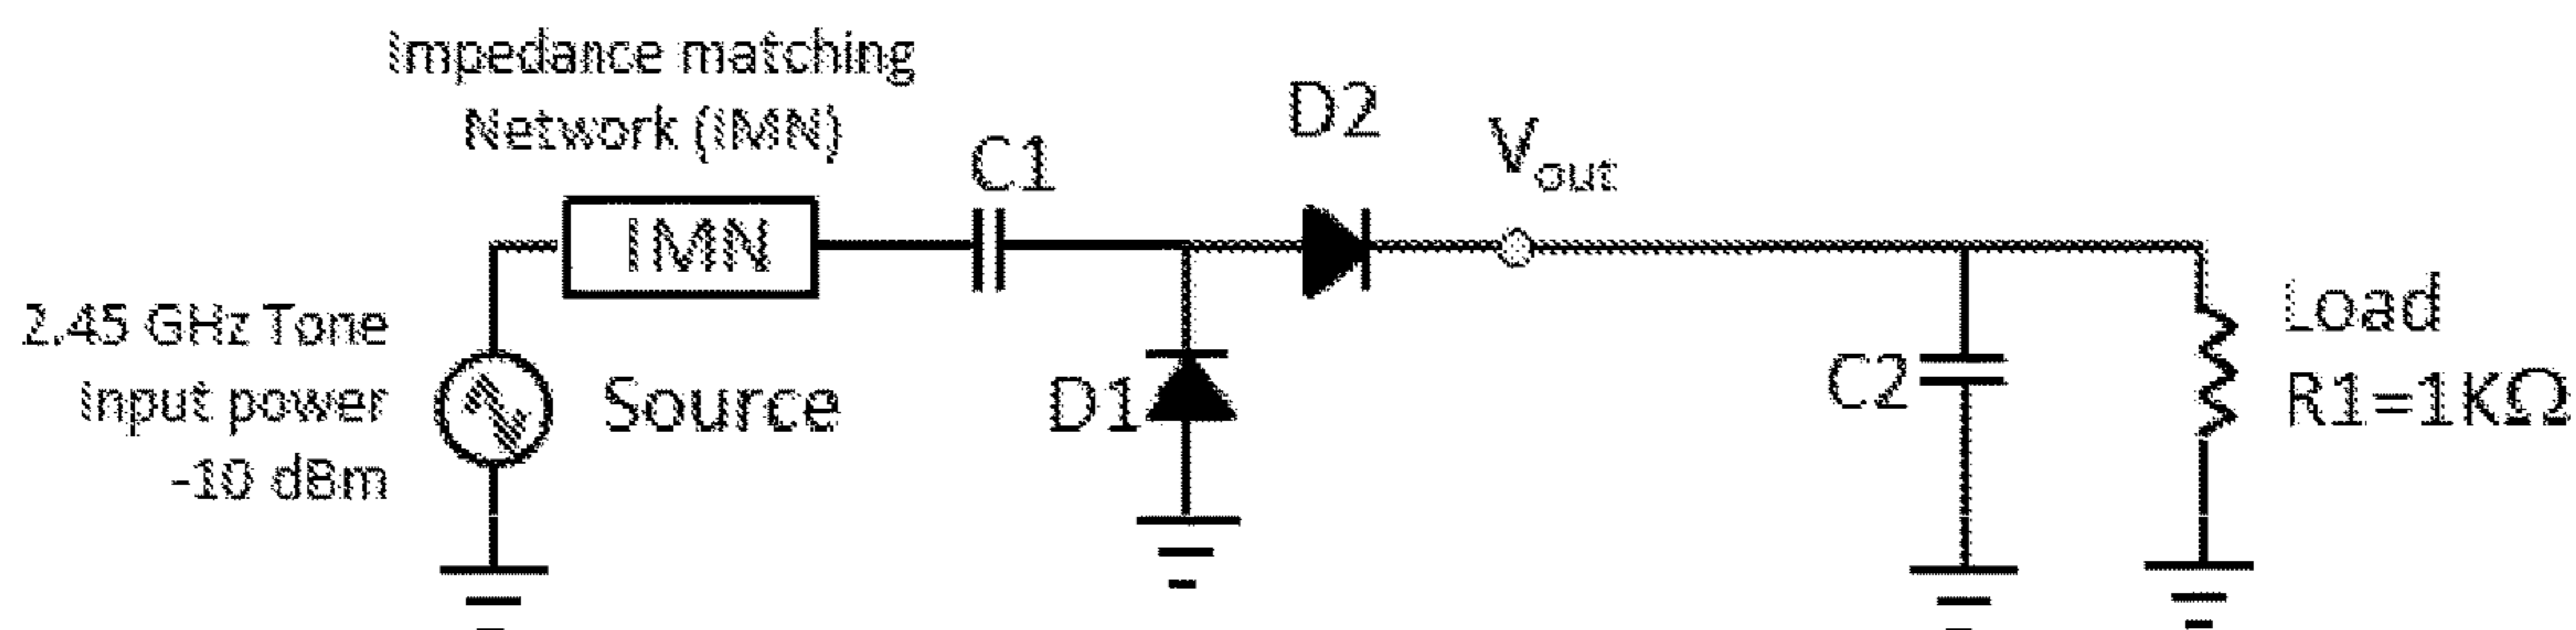 Impedance matching
Network (IMN)
IMN
C1
D2
Vout
2.45 GHz Tone
input power
-10 dBm
Source
D1
C2
Load
R1=1KΩ